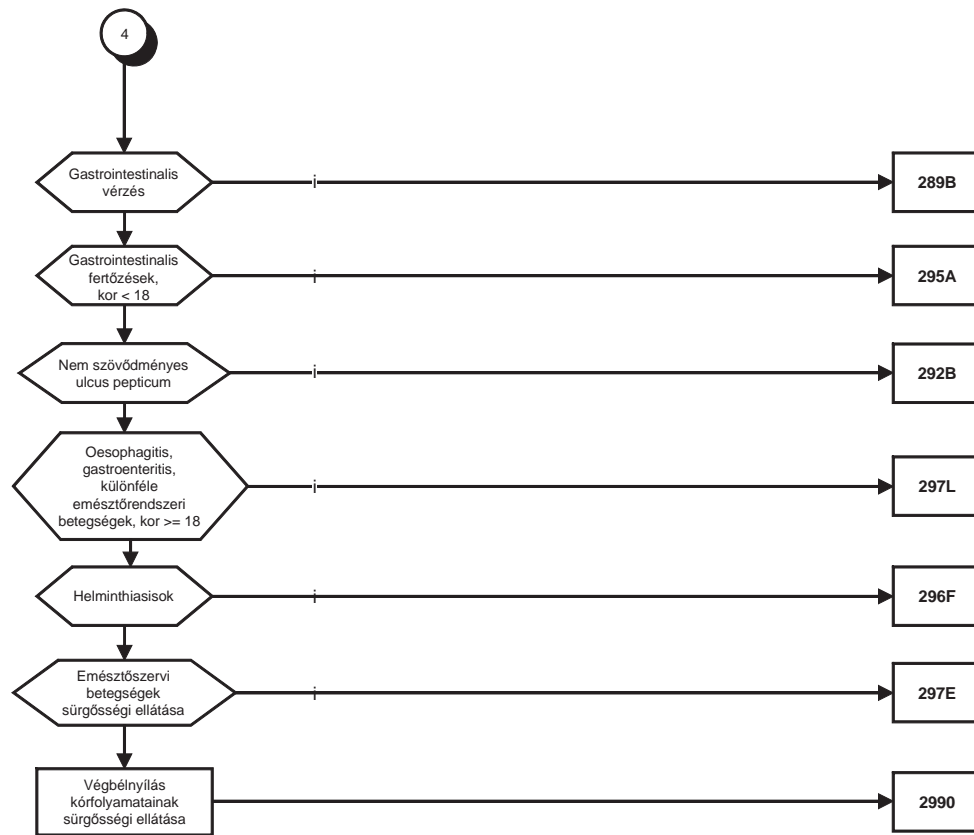 4
Gastrointestinalis
vérzés
i
289B
Gastrointestinalis
fertőzések,
kor < 18
i
295A
Nem szövődményes
ulcus pepticum
i
292B
Oesophagitis,
gastroenteritis,
különféle
emésztőrendszeri
betegségek, kor >= 18
i
297L
Helminthiasisok
i
296F
Emésztőszervi
betegségek
sürgősségi ellátása
i
297E
Végbélnyílás
kórfolyamatainak
sürgősségi ellátása
2990